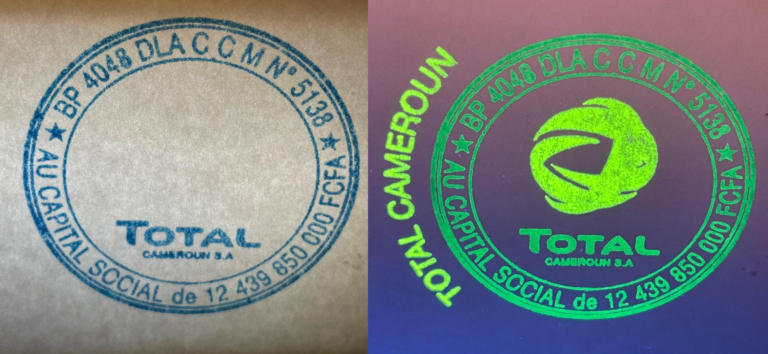 BP 4048 DLA C C M N° 5138
TOTAL
CAMEROUN S.A
★ AU CAPITAL SOCIAL de 12 439 850 000 FCFA ★
TOTAL CAMEROUN
BP 4048 DLA C C M N° 5138
TOTAL
CAMEROUN S.A
★ AU CAPITAL SOCIAL de 12 439 850 000 FCFA ★